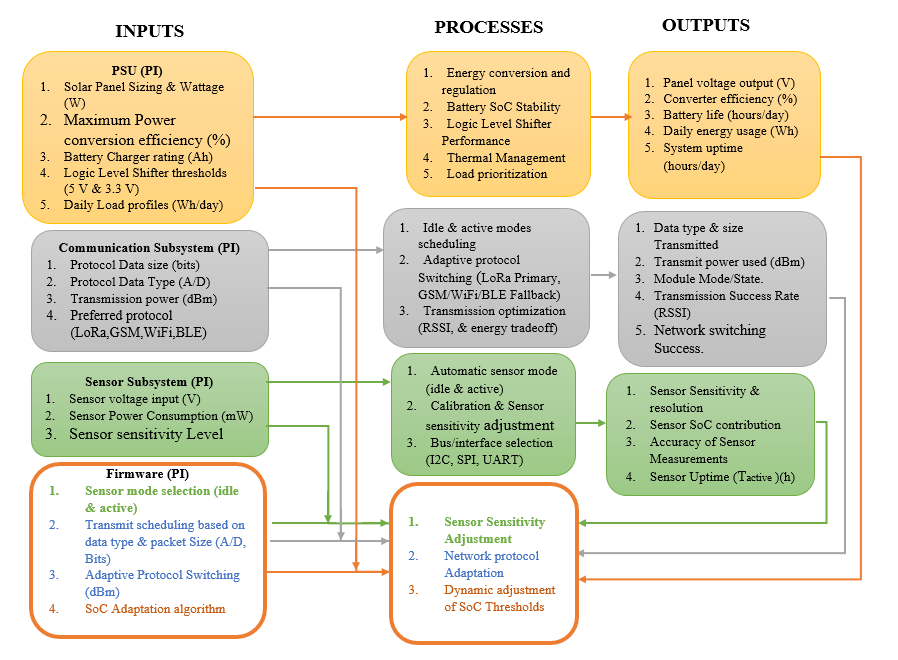 INPUTS
PROCESSES
OUTPUTS
PSU (PI)
1. Solar Panel Sizing & Wattage
(W)
2. Maximum Power
conversion efficiency (%)
3. Battery Charger rating (Ah)
4. Logic Level Shifter thresholds
(5 V & 3.3 V)
5. Daily Load profiles (Wh/day)
1. Energy conversion and
regulation
2. Battery SoC Stability
3. Logic Level Shifter
Performance
4. Thermal Management
5. Load prioritization
1. Panel voltage output (V)
2. Converter efficiency (%)
3. Battery life (hours/day)
4. Daily energy usage (Wh)
5. System uptime
(hours/day)
Communication Subsystem (PI)
1. Protocol Data size (bits)
2. Protocol Data Type (A/D)
3. Transmission power (dBm)
4. Preferred protocol
(LoRa,GSM,WiFi,BLE)
1. Idle & active modes
scheduling
2. Adaptive protocol
Switching (LoRa Primary,
GSM/WiFi/BLE Fallback)
3. Transmission optimization
(RSSI, & energy tradeoff)
1. Data type & size
Transmitted
2. Transmit power used (dBm)
3. Module Mode/State.
4. Transmission Success Rate
(RSSI)
5. Network switching
Success.
Sensor Subsystem (PI)
1. Sensor voltage input (V)
2. Sensor Power Consumption (mW)
3. Sensor sensitivity Level
1. Automatic sensor mode
(idle & active)
2. Calibration & Sensor
sensitivity adjustment
3. Bus/interface selection
(I2C, SPI, UART)
1. Sensor Sensitivity &
resolution
2. Sensor SoC contribution
3. Accuracy of Sensor
Measurements
4. Sensor Uptime (Tactive )(h)
Firmware (PI)
1. Sensor mode selection (idle
& active)
2. Transmit scheduling based on
data type & packet Size (A/D,
Bits)
3. Adaptive Protocol Switching
(dBm)
4. SoC Adaptation algorithm
1. Sensor Sensitivity
Adjustment
2. Network protocol
Adaptation
3. Dynamic adjustment
of SoC Thresholds